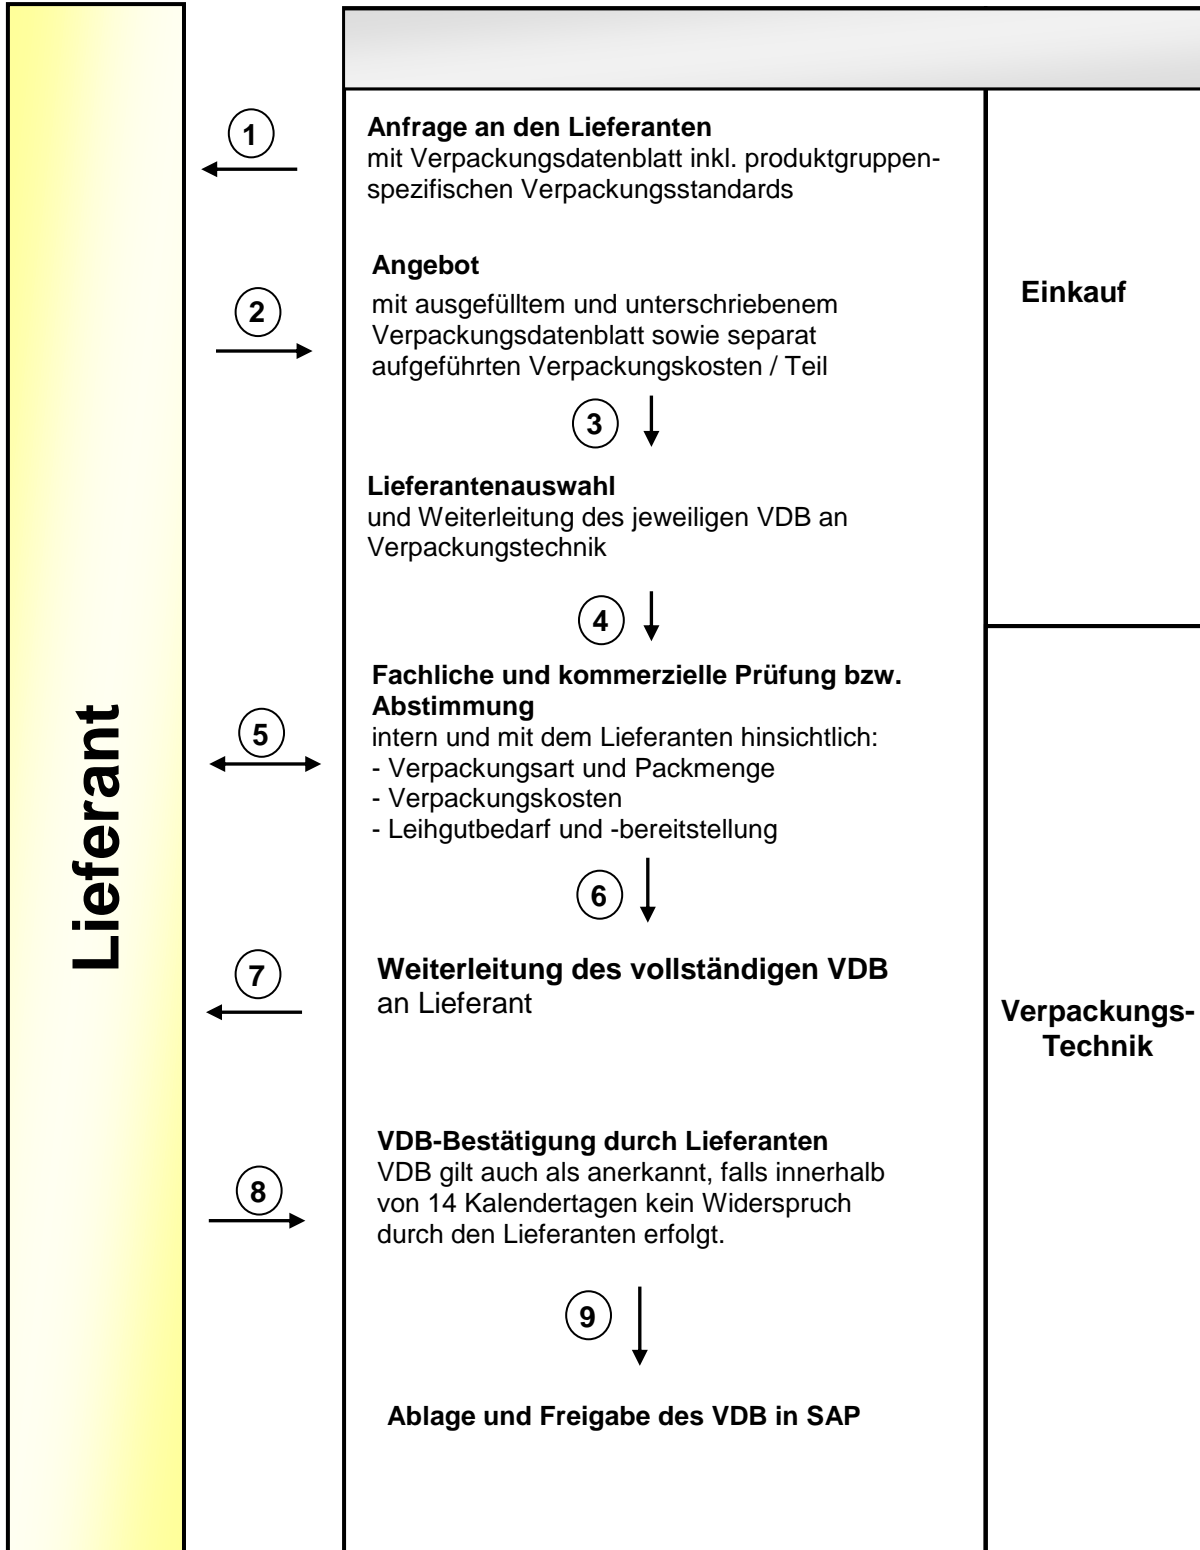 Lieferant
1
Anfrage an den Lieferanten
mit Verpackungsdatenblatt inkl. produktgruppen-
spezifischen Verpackungsstandards
2
Angebot
mit ausgefülltem und unterschriebenem
Verpackungsdatenblatt sowie separat
aufgeführten Verpackungskosten / Teil
Einkauf
3
Lieferantenauswahl
und Weiterleitung des jeweiligen VDB an
Verpackungstechnik
4
Fachliche und kommerzielle Prüfung bzw.
Abstimmung
5
intern und mit dem Lieferanten hinsichtlich:
- Verpackungsart und Packmenge
- Verpackungskosten
- Leihgutbedarf und -bereitstellung
6
7
Weiterleitung des vollständigen VDB
an Lieferant
Verpackungs-
Technik
8
VDB-Bestätigung durch Lieferanten
VDB gilt auch als anerkannt, falls innerhalb
von 14 Kalendertagen kein Widerspruch
durch den Lieferanten erfolgt.
9
Ablage und Freigabe des VDB in SAP